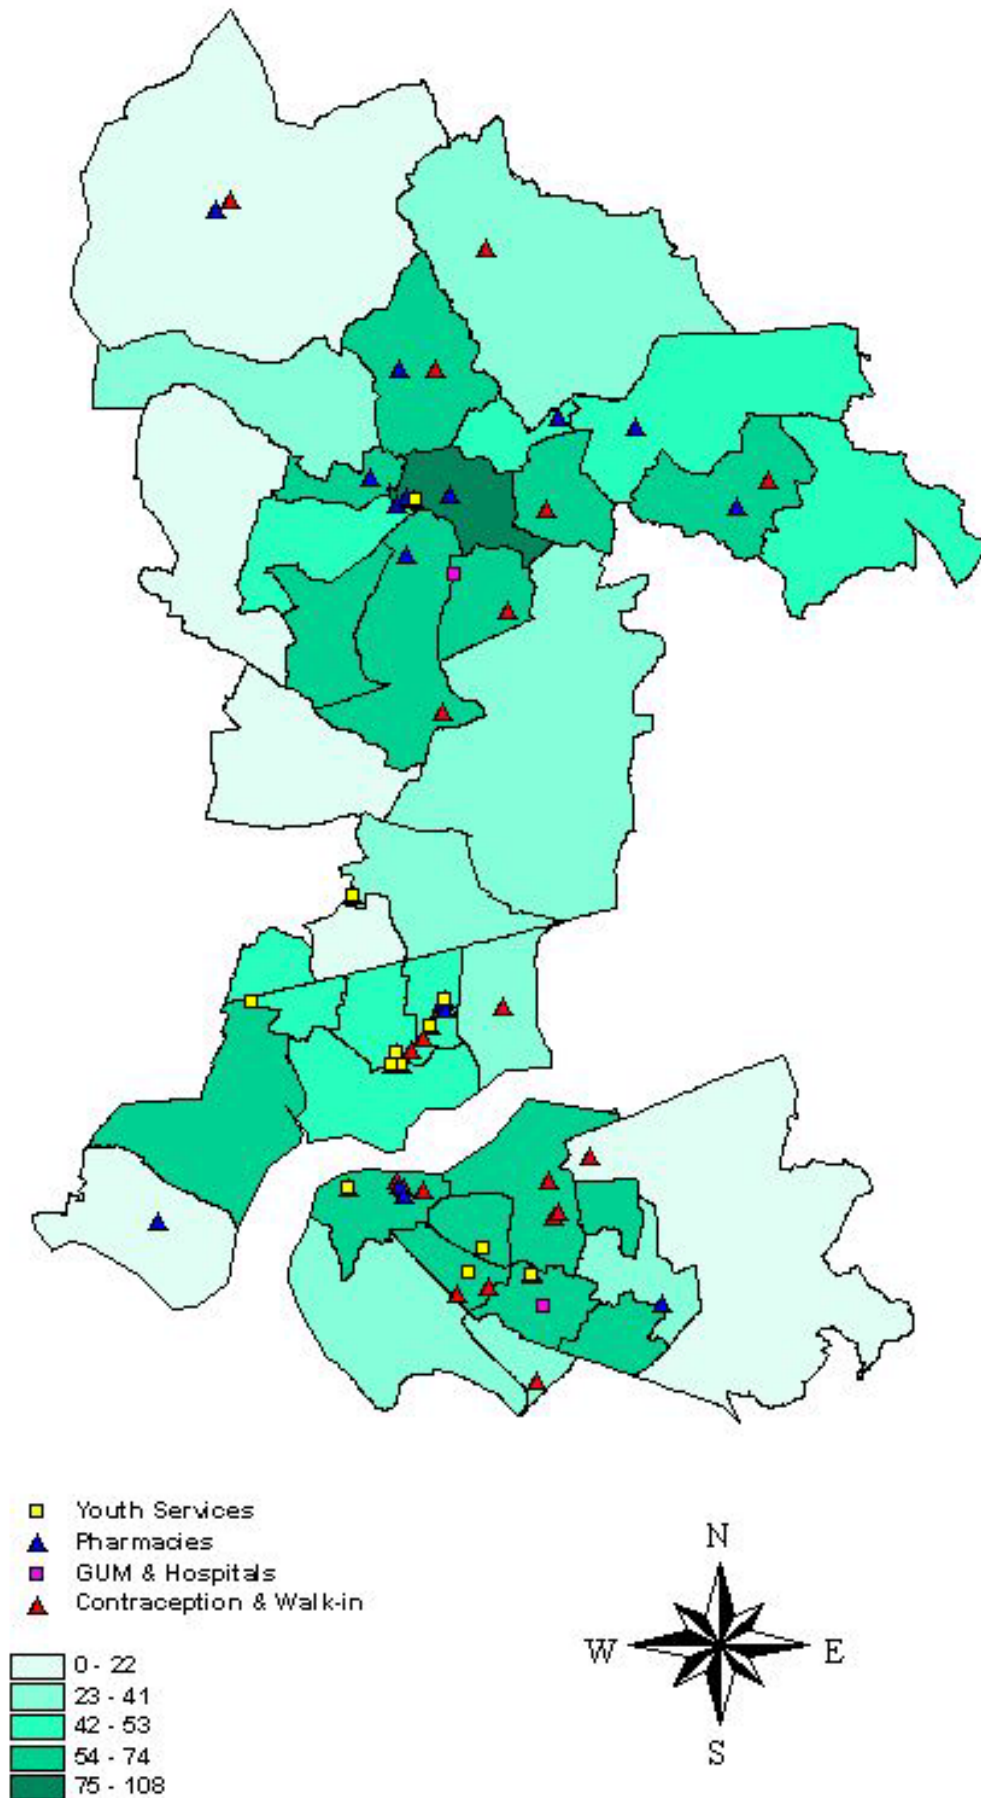 Youth Services
Pharmacies
GUM & Hospitals
Contraception & Walk-in
0 - 22
23 - 41
42 - 53
54 - 74
75 - 108
N
W E
S